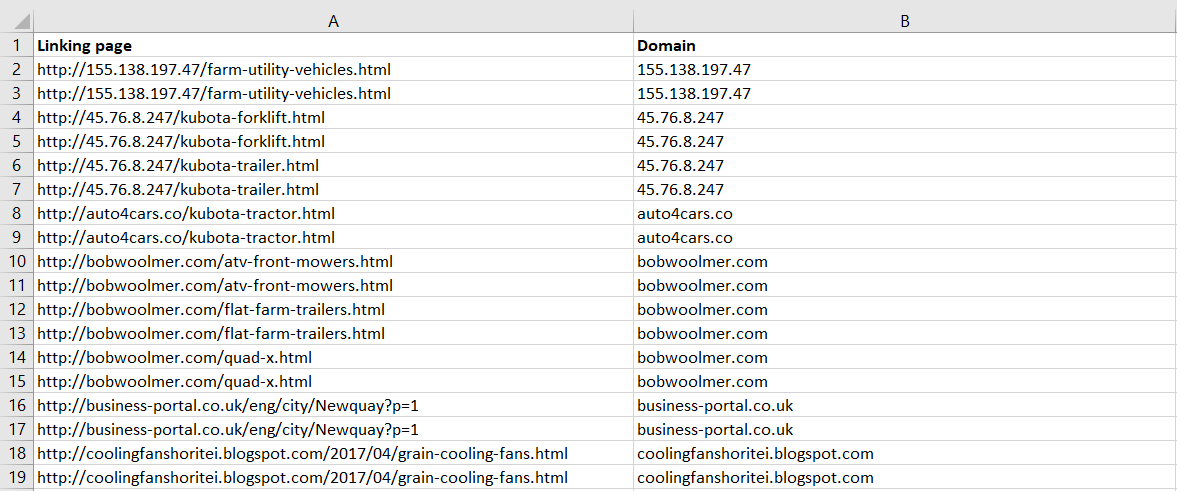 A B
1 Linking page Domain
2 http://155.138.197.47/farm-utility-vehicles.html 155.138.197.47
3 http://155.138.197.47/farm-utility-vehicles.html 155.138.197.47
4 http://45.76.8.247/kubota-forklift.html 45.76.8.247
5 http://45.76.8.247/kubota-forklift.html 45.76.8.247
6 http://45.76.8.247/kubota-trailer.html 45.76.8.247
7 http://45.76.8.247/kubota-trailer.html 45.76.8.247
8 http://auto4cars.co/kubota-tractor.html auto4cars.co
9 http://auto4cars.co/kubota-tractor.html auto4cars.co
10 http://bobwoolmer.com/atv-front-mowers.html bobwoolmer.com
11 http://bobwoolmer.com/atv-front-mowers.html bobwoolmer.com
12 http://bobwoolmer.com/flat-farm-trailers.html bobwoolmer.com
13 http://bobwoolmer.com/flat-farm-trailers.html bobwoolmer.com
14 http://bobwoolmer.com/quad-x.html bobwoolmer.com
15 http://bobwoolmer.com/quad-x.html bobwoolmer.com
16 http://business-portal.co.uk/eng/city/Newquay?p=1 business-portal.co.uk
17 http://business-portal.co.uk/eng/city/Newquay?p=1 business-portal.co.uk
18 http://coolingfanshoritei.blogspot.com/2017/04/grain-cooling-fans.html coolingfanshoritei.blogspot.com
19 http://coolingfanshoritei.blogspot.com/2017/04/grain-cooling-fans.html coolingfanshoritei.blogspot.com